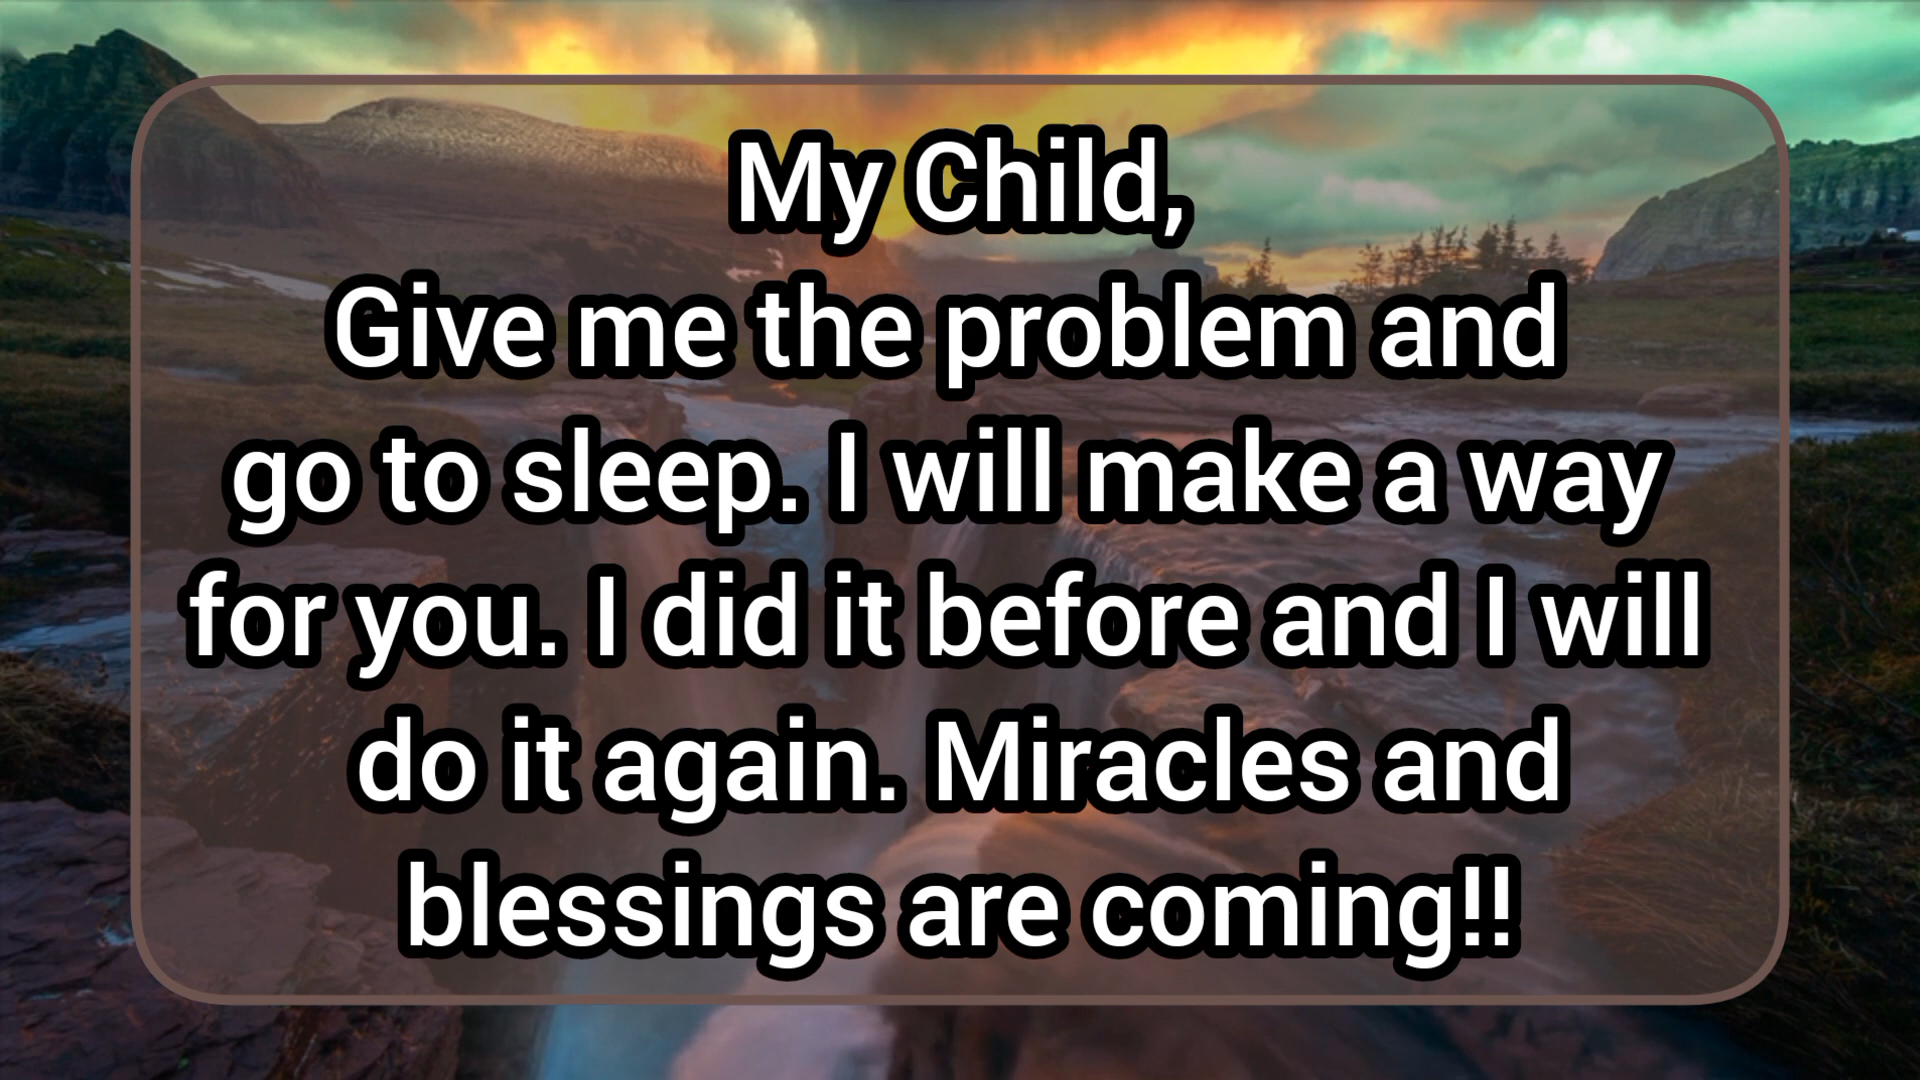 My Child,
Give me the problem and
go to sleep. I will make a way
for you. I did it before and I will
do it again. Miracles and
blessings are coming!!